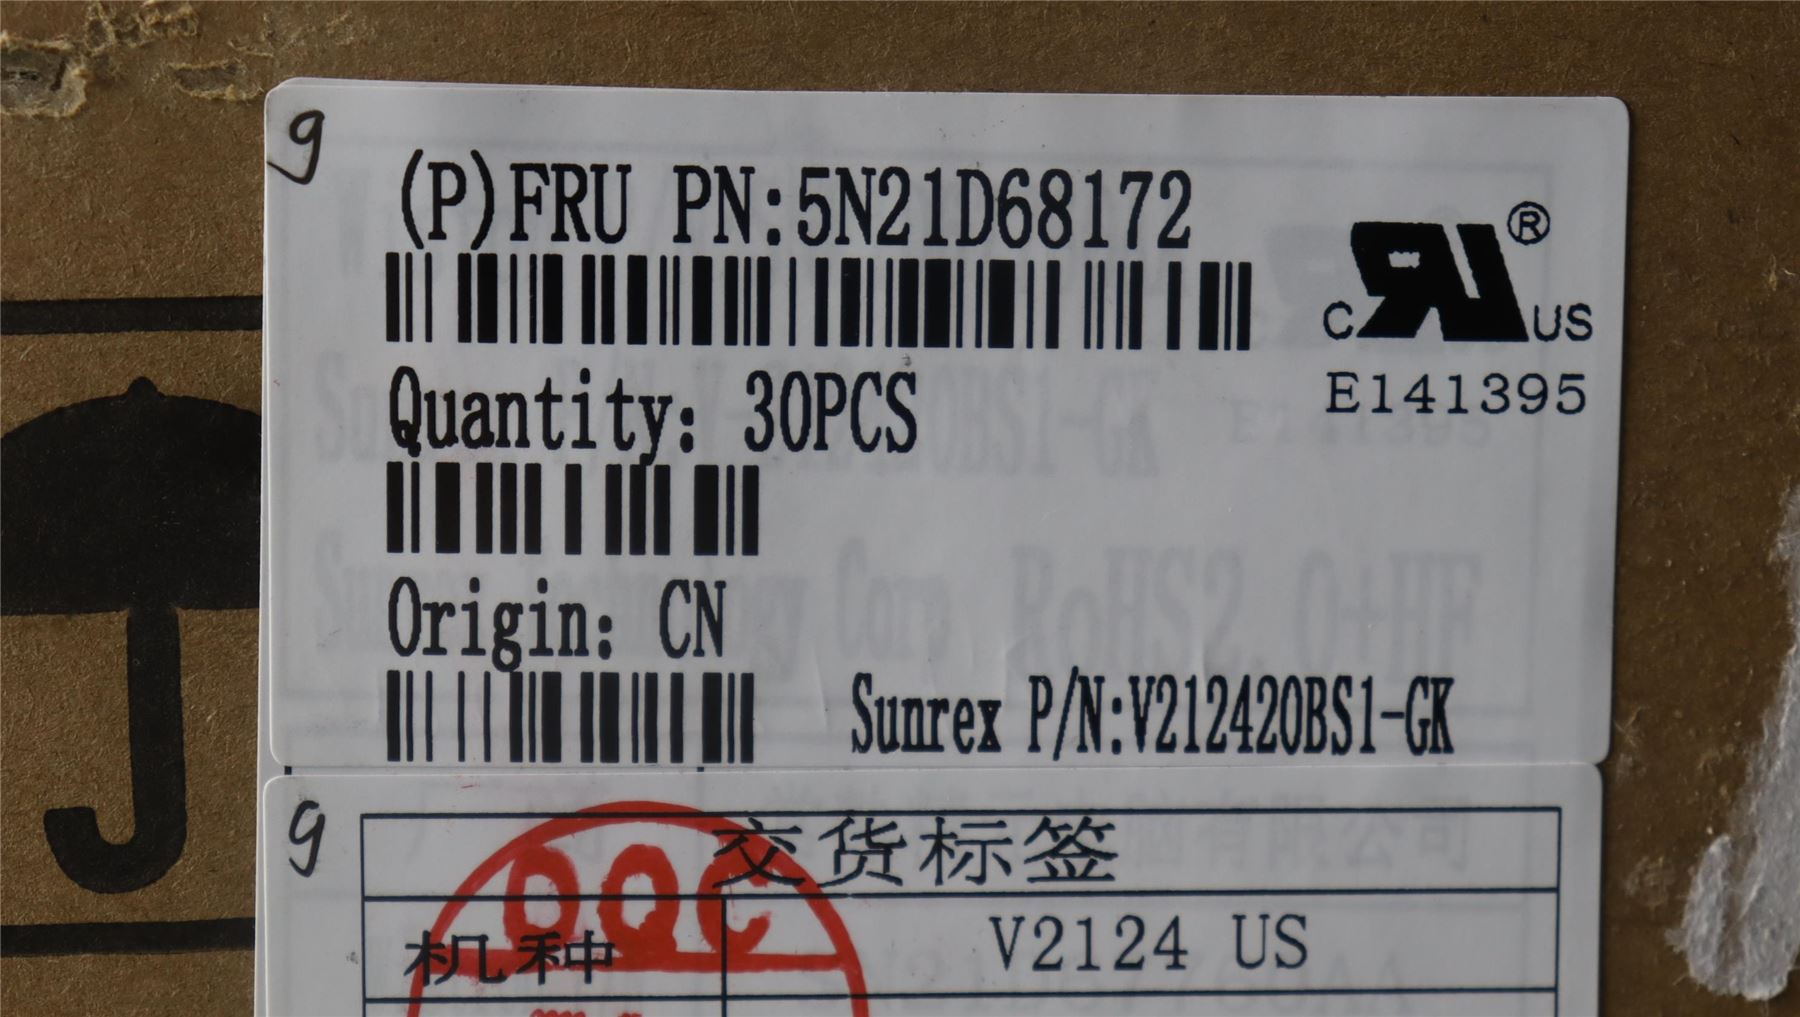 9
(P)FRU PN:5N21D68172
®
C US
E141395
Quantity: 30PCS
Origin: CN
Sunrex P/N:V212420BS1-GK
9
交货标签
OQC
机种 V2124 US